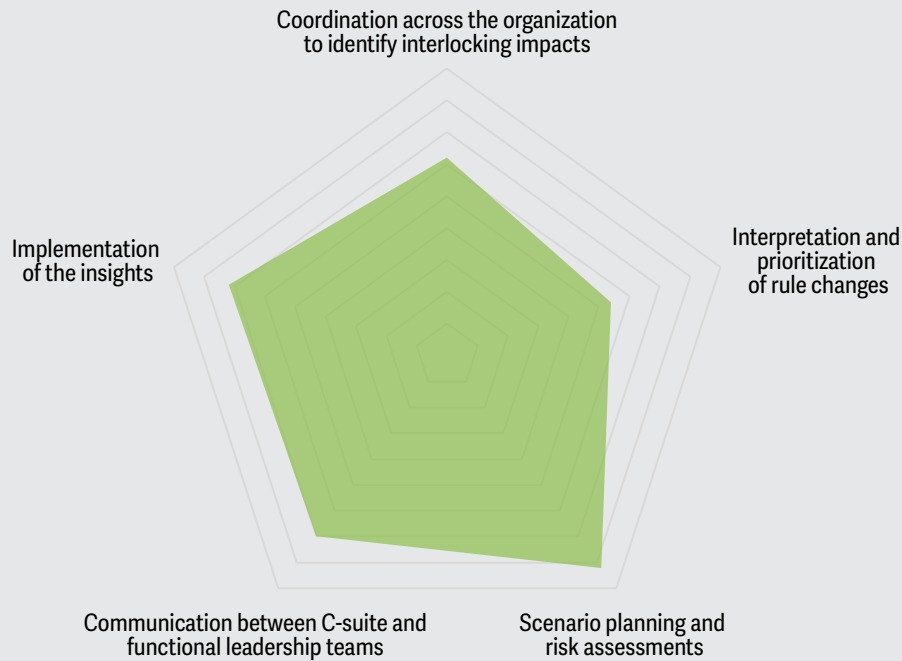 Coordination across the organization
to identify interlocking impacts
Implementation
of the insights
Interpretation and
prioritization
of rule changes
Communication between C-suite and
functional leadership teams
Scenario planning and
risk assessments